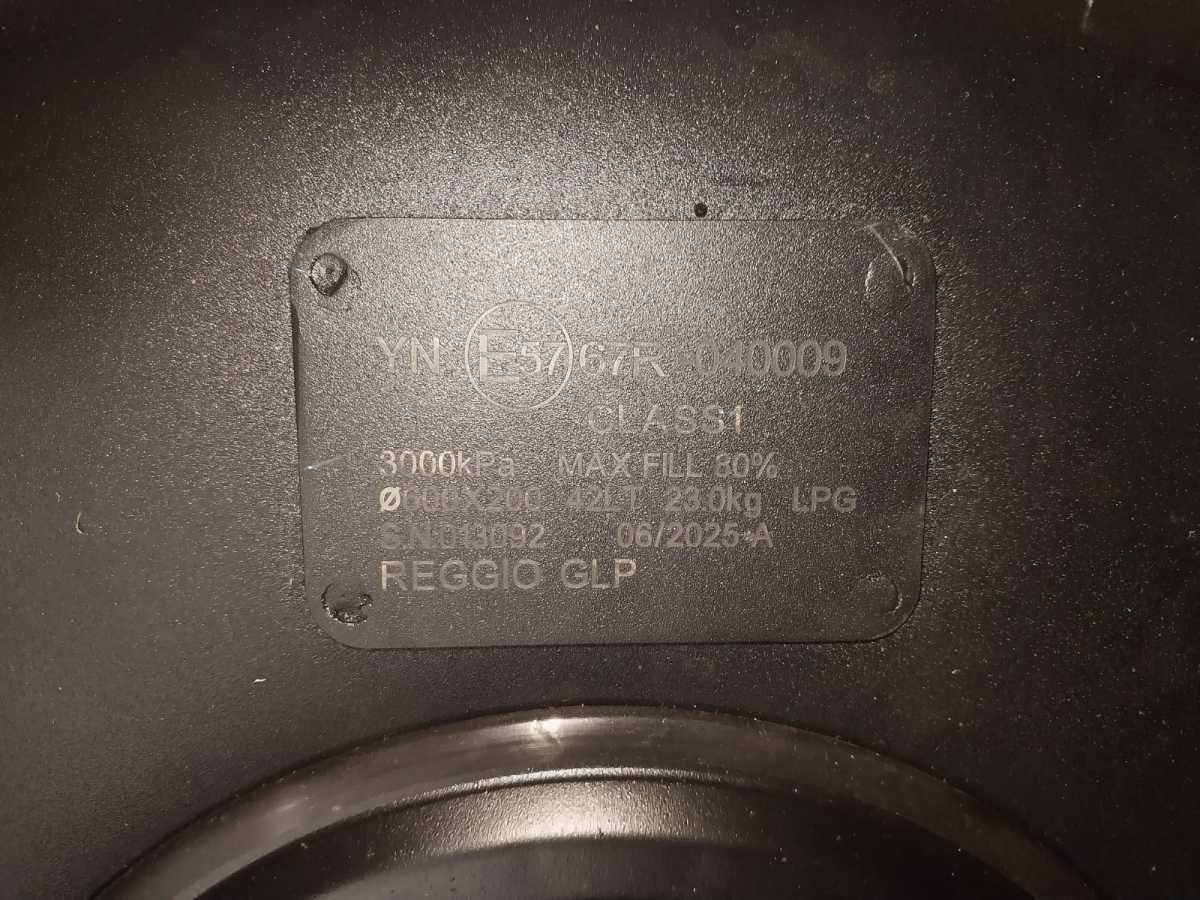 YN E57 67R 040009
CLASS1
3000kPa MAX FILL 80%
Ø600X200 42LT 23.0kg LPG
S.N:013092 06/2025-A
REGGIO GLP